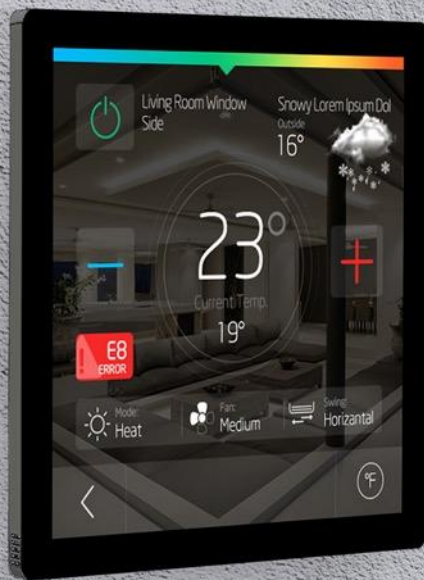 Living Room Window
Side
Snowy Lorem Ipsum Dol
Outside
16°
23°
Current Temp.
19°
E8
ERROR
Mode:
Heat
Fan:
Medium
Swing:
Horizantal
°F